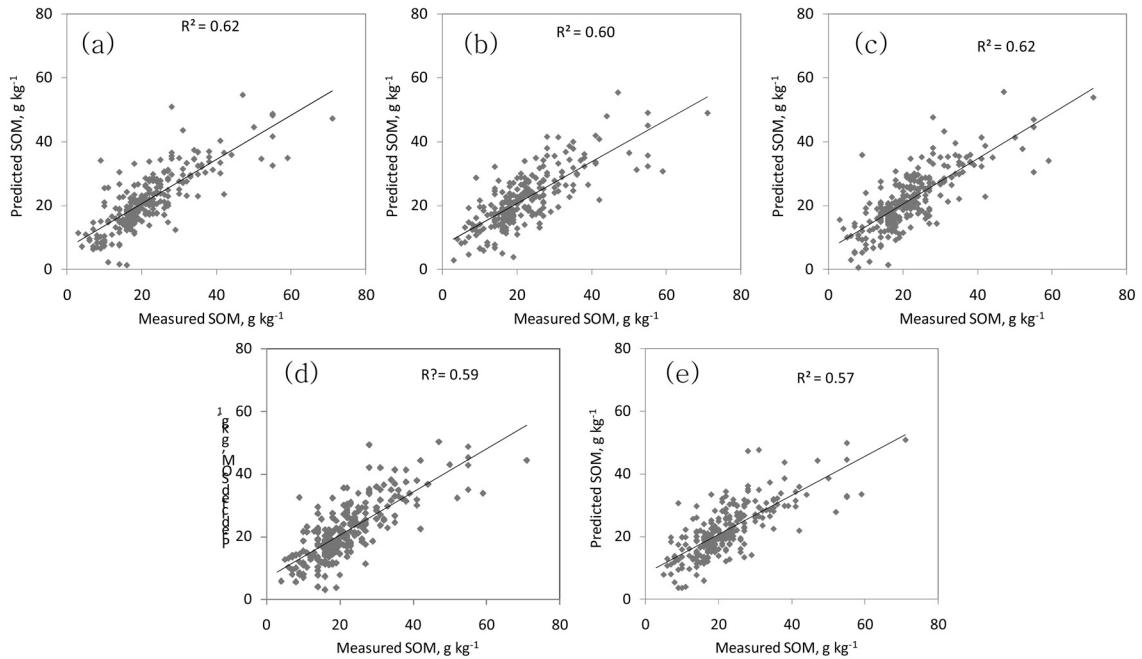 (a)
R² = 0.62
80
60
40
20
0
Predicted SOM, g kg⁻¹
0 20 40 60 80
Measured SOM, g kg⁻¹
(b)
R² = 0.60
80
60
40
20
0
Predicted SOM, g kg⁻¹
0 20 40 60 80
Measured SOM, g kg⁻¹
(c)
R² = 0.62
80
60
40
20
0
Predicted SOM, g kg⁻¹
0 20 40 60 80
Measured SOM, g kg⁻¹
(d)
R?= 0.59
80
60
40
20
0
0 20 40 60 80
Measured SOM, g kg⁻¹
(e)
R² = 0.57
80
60
40
20
0
Predicted SOM, g kg⁻¹
0 20 40 60 80
Measured SOM, g kg⁻¹